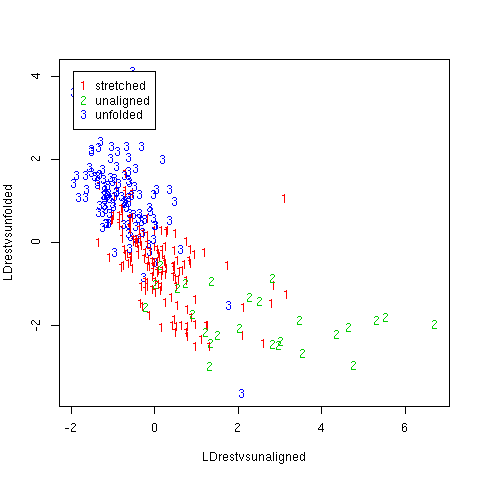 1 stretched
2 unaligned
3 unfolded
LDrestvsunfolded
4
2
0
-2
-2 0 2 4 6
LDrestvsunaligned